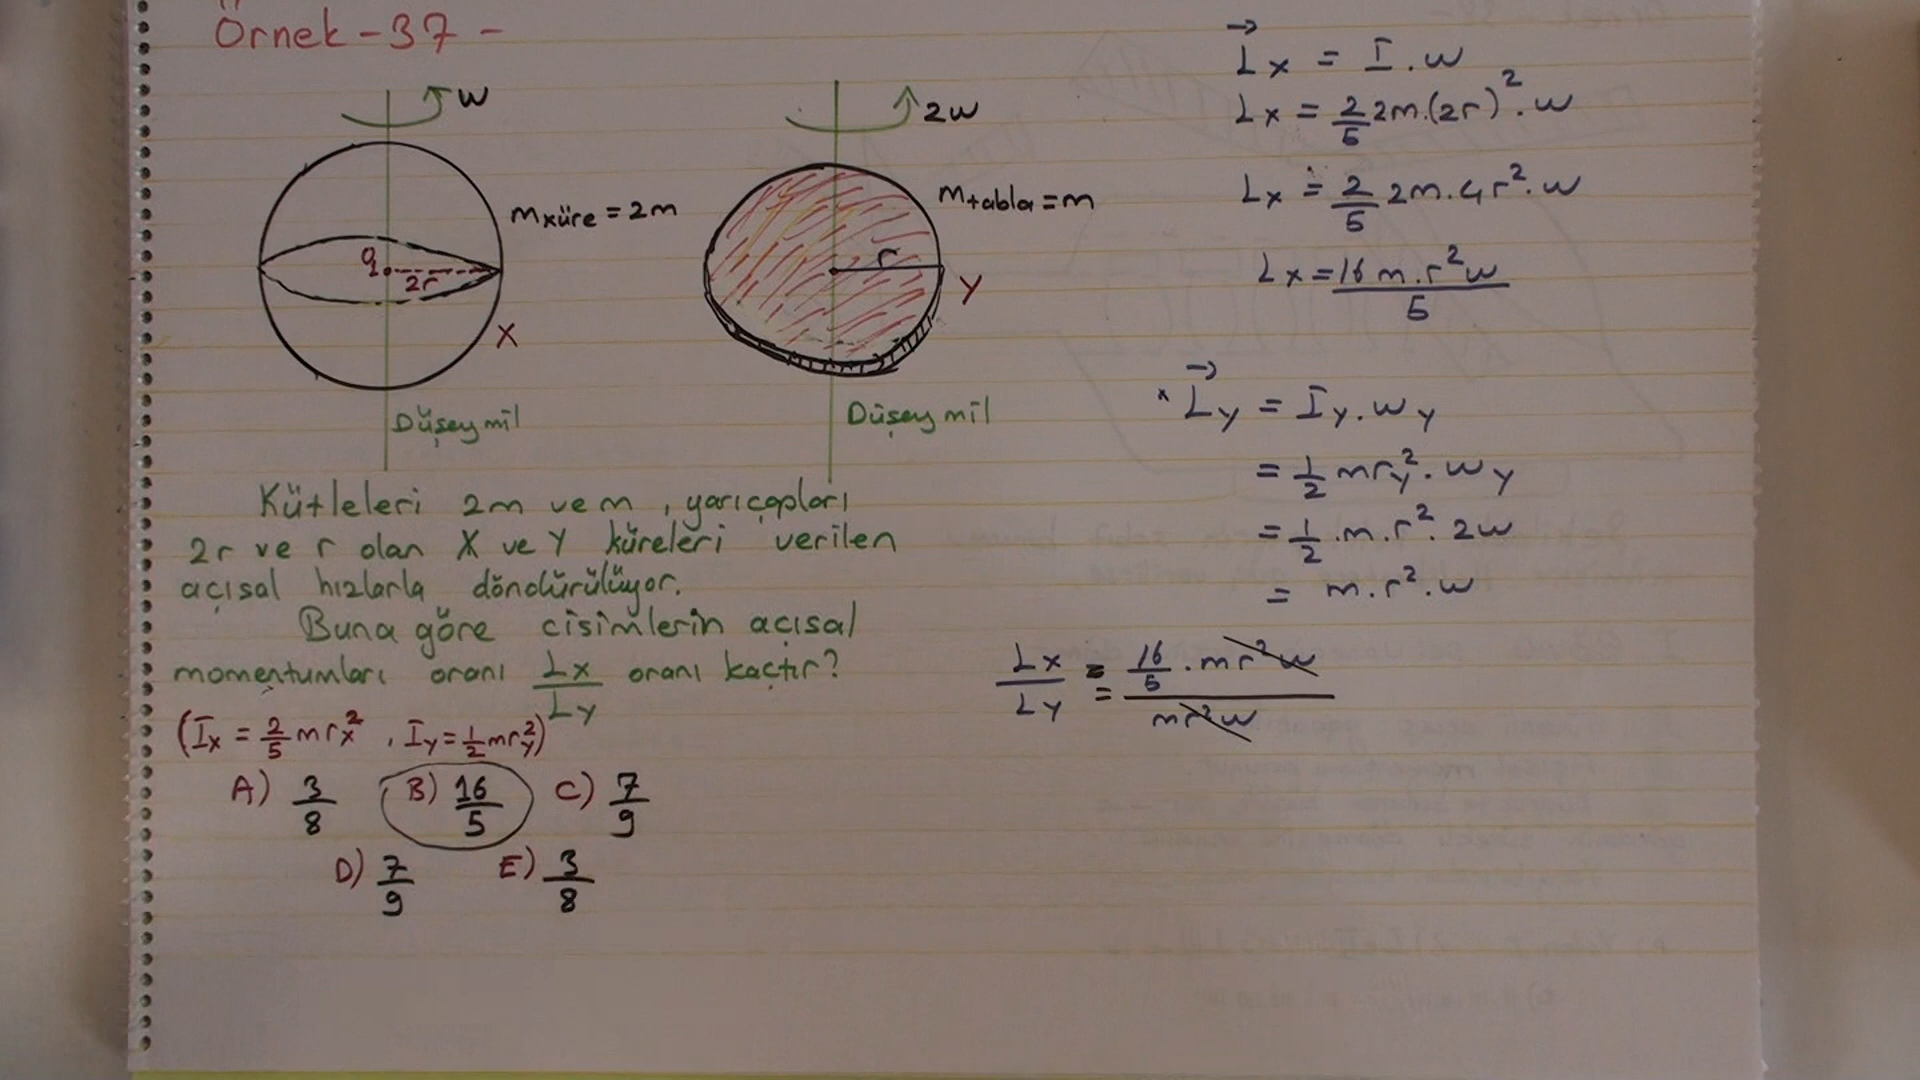 Örnek - 37 -
w
mküre = 2m
O
2r
X
Düşey mil
2w
mtabla = m
r
Y
Düşey mil
Kütleleri 2m ve m, yarıçapları
2r ve r olan X ve Y küreleri verilen
açısal hızlarla döndürülüyor.
Buna göre cisimlerin açısal
momentumları oranı Lx/Ly oranı kaçtır?
(Ix = 2/5 mrx², Iy = 1/2 mry²)
A) 3/8 B) 16/5 C) 7/9
D) 7/9 E) 3/8
Lx = I . w
Lx = 2/5 2m.(2r)² . w
Lx = 2/5 2m . 4r² . w
Lx = 16 m.r²w / 5
* Ly = Iy . wy
= 1/2 mry² . wy
= 1/2 . m . r² . 2w
= m . r² . w
Lx/Ly = 16/5 . mr²w / mr²w